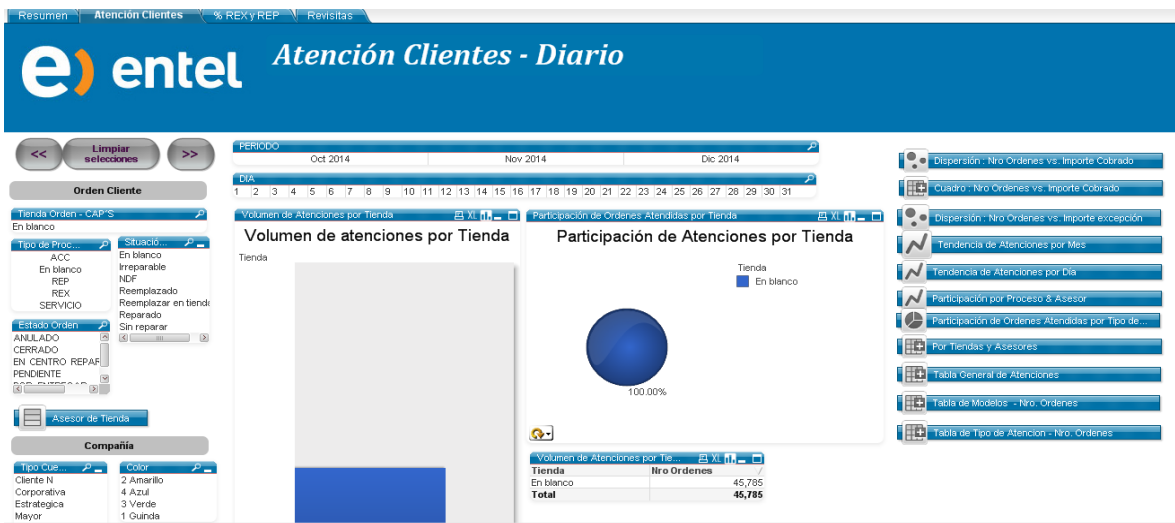 Resumen
Atención Clientes
% REX y REP
Revisitas
entel
Atención Clientes - Diario
<<
Limpiar
selecciones
>>
PERIODO
Oct 2014
Nov 2014
Dic 2014
DIA
1 2 3 4 5 6 7 8 9 10 11 12 13 14 15 16 17 18 19 20 21 22 23 24 25 26 27 28 29 30 31
Orden Cliente
Tienda Orden - CAP'S
En blanco
Tipo de Proc...
ACC
En blanco
REP
REX
SERVICIO
Situació...
En blanco
Irreparable
NDF
Reemplazado
Reemplazar en tienda
Reparado
Sin reparar
Estado Orden
ANULADO
CERRADO
EN CENTRO REPAR
PENDIENTE
Asesor de Tienda
Compañía
Tipo Cue...
Cliente N
Corporativa
Estrategica
Mayor
Color
2 Amarillo
4 Azul
3 Verde
1 Guinda
Volumen de Atenciones por Tienda
XL
Volumen de atenciones por Tienda
Tienda
Participación de Ordenes Atendidas por Tienda
XL
Participación de Atenciones por Tienda
Tienda
En blanco
100.00%
Volumen de Atenciones por Tie...
XL
Tienda Nro Ordenes
En blanco 45,785
Total 45,785
Dispersión : Nro Ordenes vs. Importe Cobrado
Cuadro : Nro Ordenes vs. Importe Cobrado
Dispersión : Nro Ordenes vs. Importe excepción
Tendencia de Atenciones por Mes
Tendencia de Atenciones por Dia
Participación por Proceso & Asesor
Participación de Ordenes Atendidas por Tipo de...
Por Tiendas y Asesores
Tabla General de Atenciones
Tabla de Modelos - Nro. Ordenes
Tabla de Tipo de Atencion - Nro. Ordenes